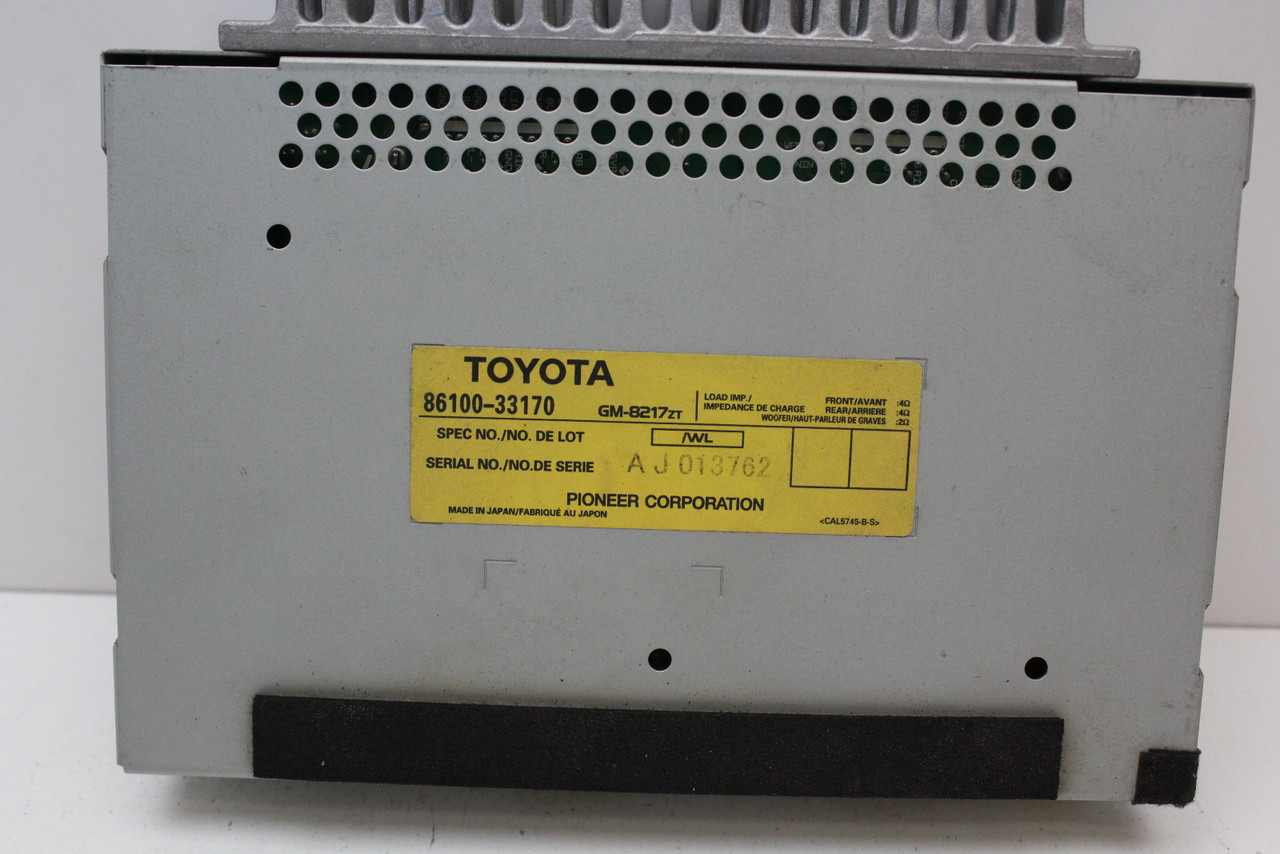 TOYOTA
86100-33170 GM-8217ZT
LOAD IMP./ FRONT/AVANT :4Ω
IMPEDANCE DE CHARGE REAR/ARRIERE :4Ω
WOOFER/HAUT-PARLEUR DE GRAVES :2Ω
SPEC NO./NO. DE LOT /WL
SERIAL NO./NO.DE SERIE AJ013762
PIONEER CORPORATION
MADE IN JAPAN/FABRIQUÉ AU JAPON <CAL5745-B-S>